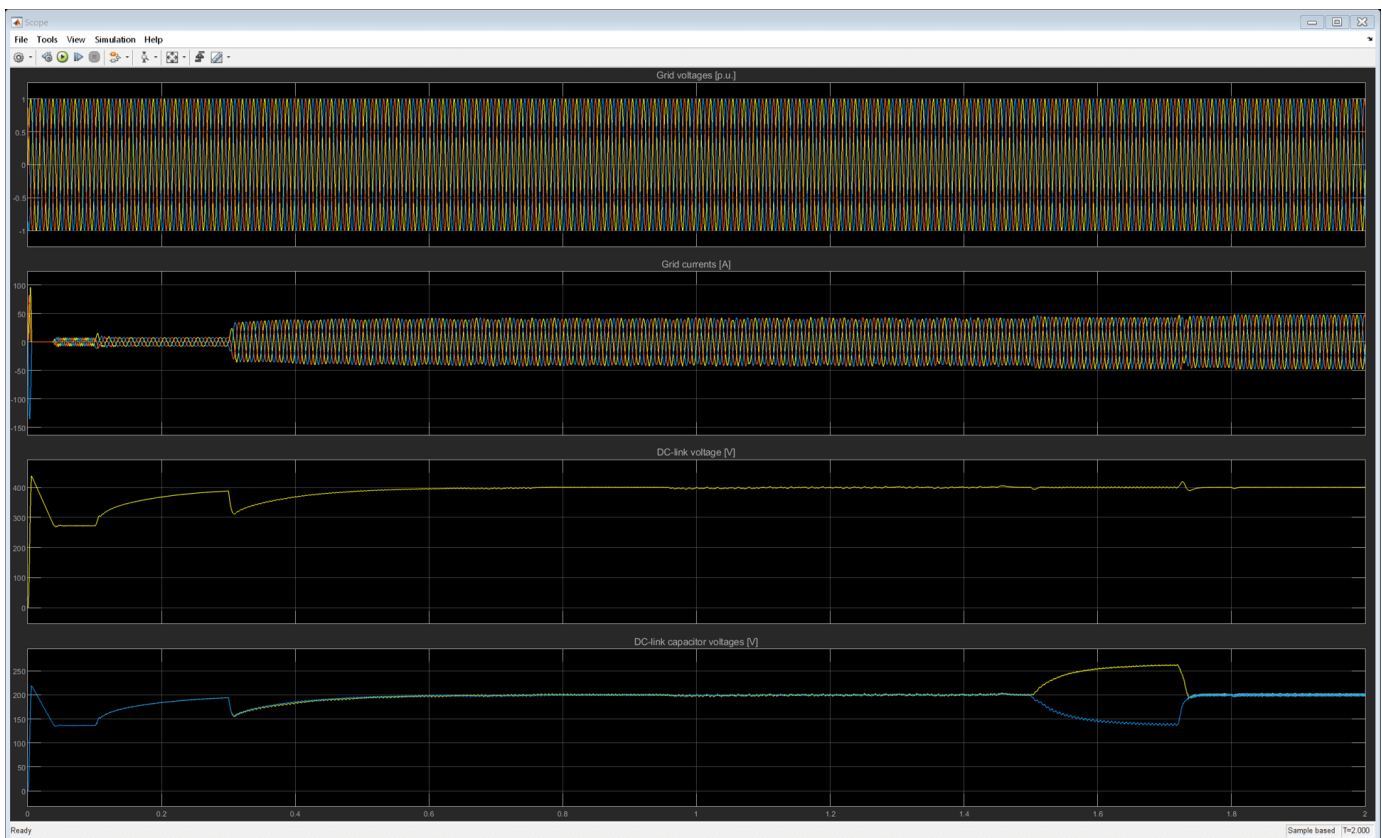 Scope
File Tools View Simulation Help
Grid voltages [p.u.]
1
0.5
0
-0.5
-1
Grid currents [A]
100
50
0
-50
-100
-150
DC-link voltage [V]
400
300
200
100
0
DC-link capacitor voltages [V]
250
200
150
100
50
0
0 0.2 0.4 0.6 0.8 1 1.2 1.4 1.6 1.8 2
Ready Sample based T=2.000